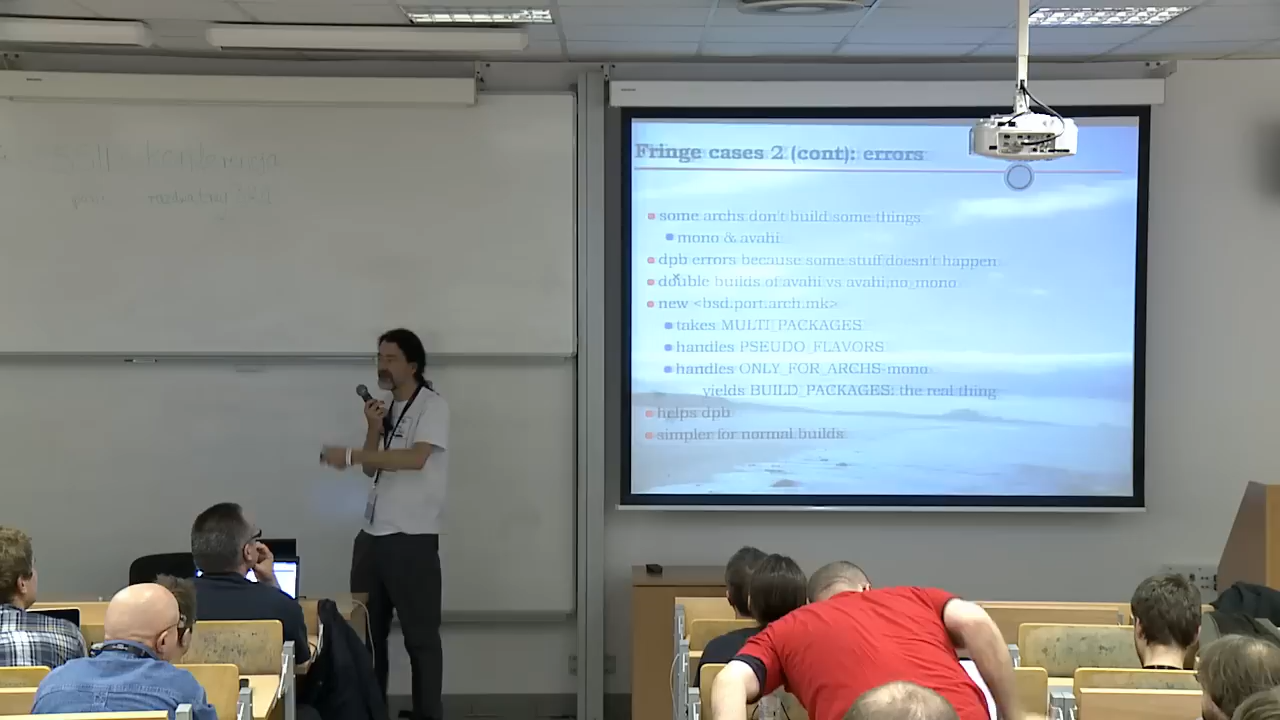 konferencja
Fringe cases 2 (cont): errors
some archs don't build some things
mono & avahi
dpb errors because some stuff doesn't happen
double builds of avahi vs avahi,no_mono
new <bsd.port.arch.mk>
takes MULTI_PACKAGES
handles PSEUDO_FLAVORS
handles ONLY_FOR_ARCHS-mono
yields BUILD_PACKAGES: the real thing
helps dpb
simpler for normal builds